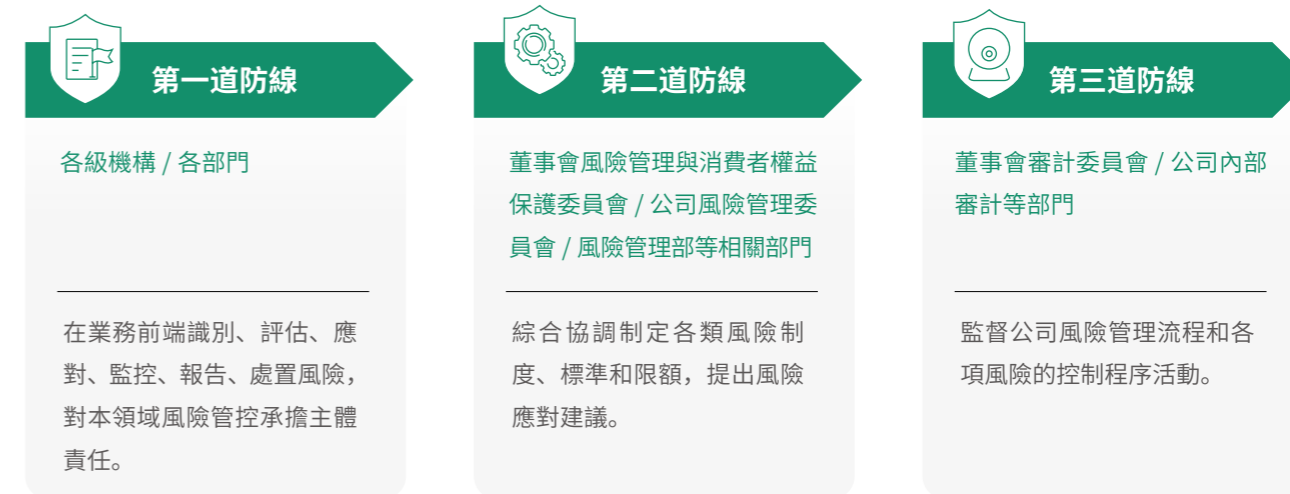 第一道防線
各級機構 / 各部門
在業務前端識別、評估、應
對、監控、報告、處置風險，
對本領域風險管控承擔主體
責任。
第二道防線
董事會風險管理與消費者權益
保護委員會 / 公司風險管理委
員會 / 風險管理部等相關部門
綜合協調制定各類風險制
度、標準和限額，提出風險
應對建議。
第三道防線
董事會審計委員會 / 公司內部
審計等部門
監督公司風險管理流程和各
項風險的控制程序活動。